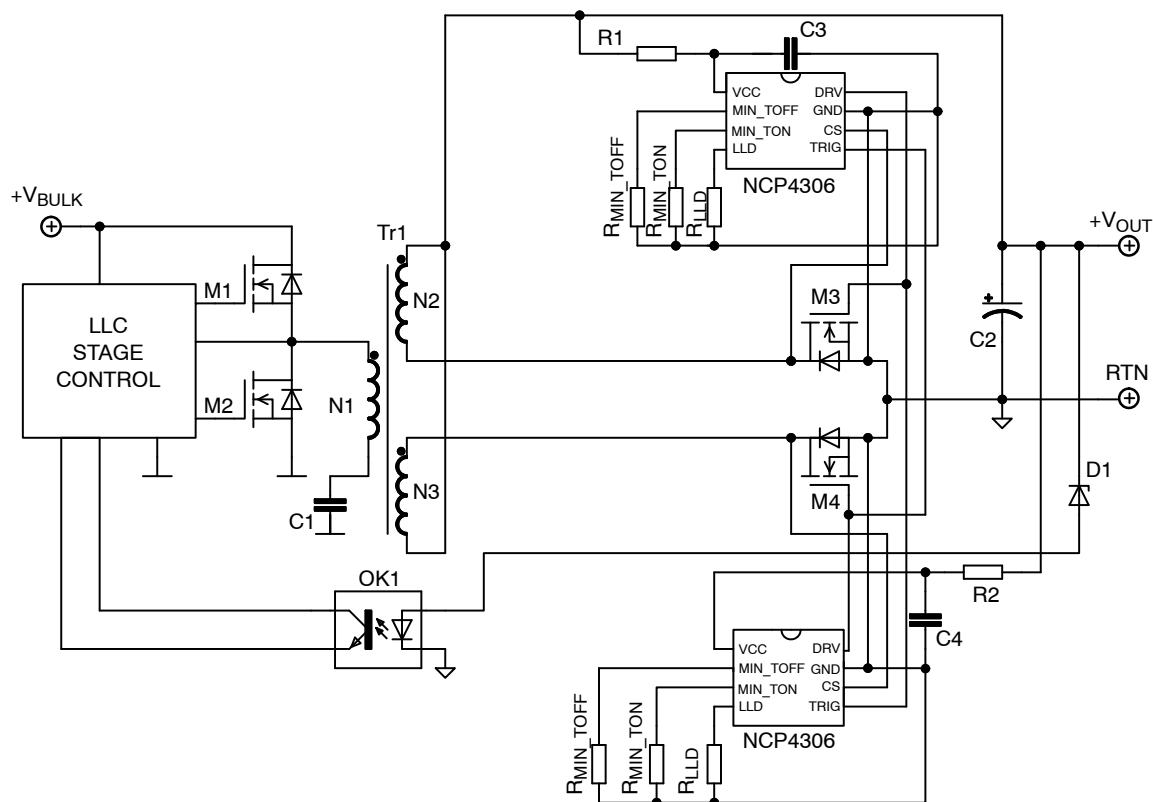 R1
C3
VCC
MIN_TOFF
MIN_TON
LLD
DRV
GND
CS
TRIG
NCP4306
RMIN_TOFF
RMIN_TON
RLLD
+VBULK
Tr1
+VOUT
M1
N2
M3
LLC
STAGE
CONTROL
C2
M2
N1
RTN
N3
C1
M4
D1
OK1
R2
C4
VCC
MIN_TOFF
MIN_TON
LLD
DRV
GND
CS
TRIG
NCP4306
RMIN_TOFF
RMIN_TON
RLLD